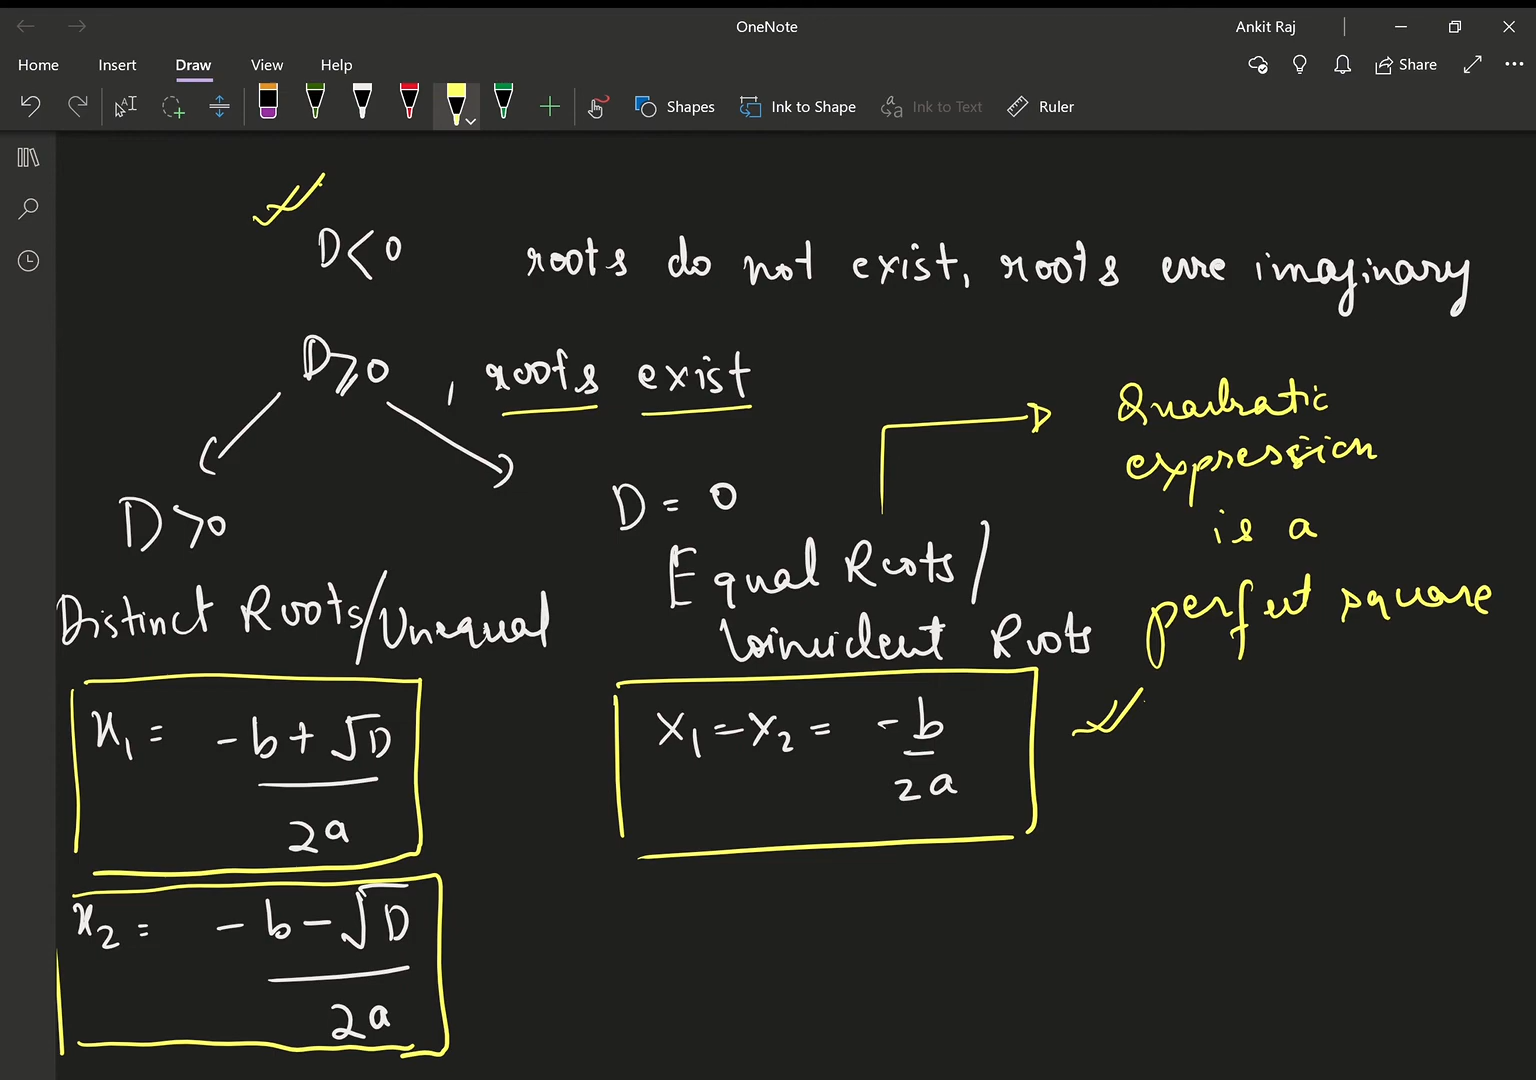 OneNote
Ankit Raj
Home Insert Draw View Help
Share
Shapes Ink to Shape Ink to Text Ruler
D<0 roots do not exist, roots are imaginary
D⩾0 , roots exist
Quadratic
expression
is a
perfect square
D>0
D = 0
Distinct Roots/Unequal
Equal Roots/
Coincident Roots
x₁ = -b+√D
2a
x₂ = -b-√D
2a
x₁=x₂ = -b
2a